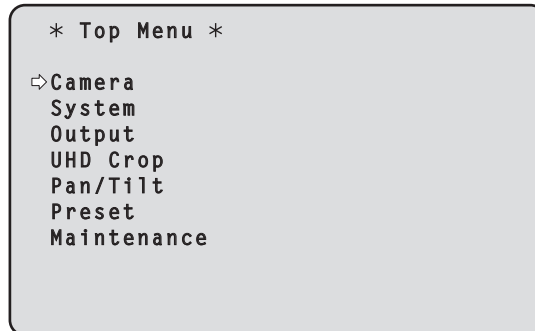 * Top Menu *
⇨Camera
System
Output
UHD Crop
Pan/Tilt
Preset
Maintenance